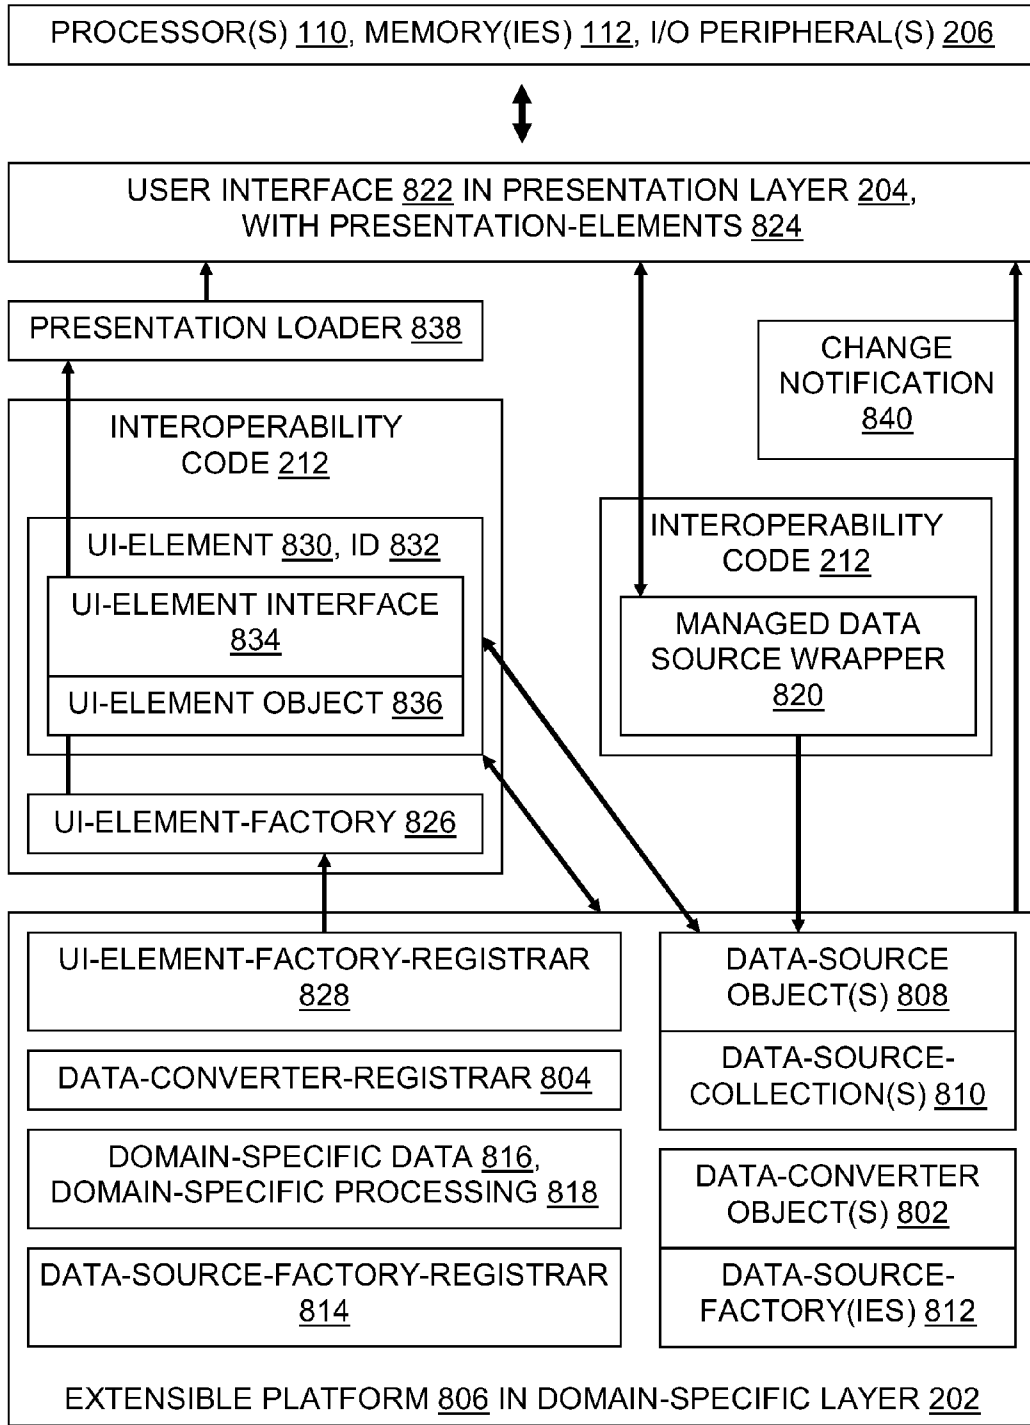 PROCESSOR(S) 110, MEMORY(IES) 112, I/O PERIPHERAL(S) 206
USER INTERFACE 822 IN PRESENTATION LAYER 204,
WITH PRESENTATION-ELEMENTS 824
PRESENTATION LOADER 838
CHANGE
NOTIFICATION
840
INTEROPERABILITY
CODE 212
UI-ELEMENT 830, ID 832
UI-ELEMENT INTERFACE
834
UI-ELEMENT OBJECT 836
UI-ELEMENT-FACTORY 826
INTEROPERABILITY
CODE 212
MANAGED DATA
SOURCE WRAPPER
820
UI-ELEMENT-FACTORY-REGISTRAR
828
DATA-CONVERTER-REGISTRAR 804
DOMAIN-SPECIFIC DATA 816,
DOMAIN-SPECIFIC PROCESSING 818
DATA-SOURCE-FACTORY-REGISTRAR
814
DATA-SOURCE
OBJECT(S) 808
DATA-SOURCE-
COLLECTION(S) 810
DATA-CONVERTER
OBJECT(S) 802
DATA-SOURCE-
FACTORY(IES) 812
EXTENSIBLE PLATFORM 806 IN DOMAIN-SPECIFIC LAYER 202